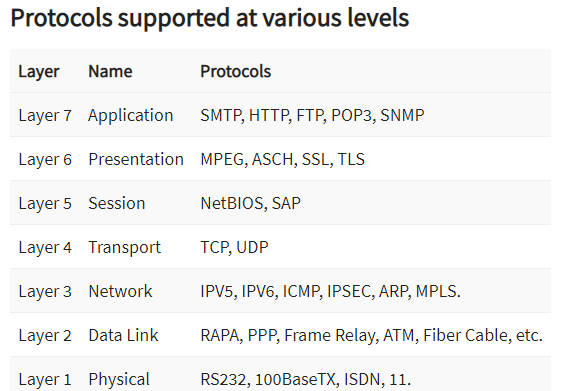 Protocols supported at various levels
Layer Name Protocols
Layer 7 Application SMTP, HTTP, FTP, POP3, SNMP
Layer 6 Presentation MPEG, ASCH, SSL, TLS
Layer 5 Session NetBIOS, SAP
Layer 4 Transport TCP, UDP
Layer 3 Network IPV5, IPV6, ICMP, IPSEC, ARP, MPLS.
Layer 2 Data Link RAPA, PPP, Frame Relay, ATM, Fiber Cable, etc.
Layer 1 Physical RS232, 100BaseTX, ISDN, 11.